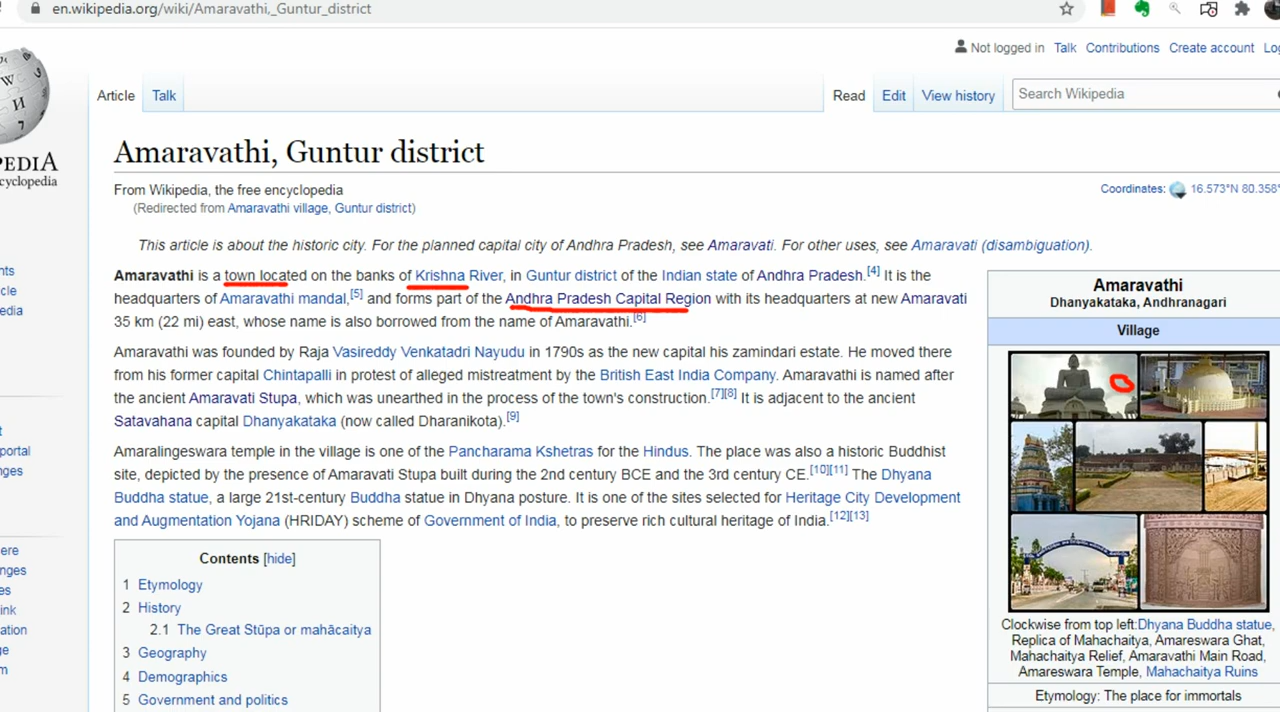 en.wikipedia.org/wiki/Amaravathi,_Guntur_district
Not logged in Talk Contributions Create account
Article Talk Read Edit View history Search Wikipedia
PEDIA
cyclopedia
Amaravathi, Guntur district
From Wikipedia, the free encyclopedia
Coordinates: 16.573°N 80.358°
(Redirected from Amaravathi village, Guntur district)
This article is about the historic city. For the planned capital city of Andhra Pradesh, see Amaravati. For other uses, see Amaravati (disambiguation).
Amaravathi is a town located on the banks of Krishna River, in Guntur district of the Indian state of Andhra Pradesh.[4] It is the
headquarters of Amaravathi mandal,[5] and forms part of the Andhra Pradesh Capital Region with its headquarters at new Amaravati
35 km (22 mi) east, whose name is also borrowed from the name of Amaravathi.[6]
Amaravathi was founded by Raja Vasireddy Venkatadri Nayudu in 1790s as the new capital his zamindari estate. He moved there
from his former capital Chintapalli in protest of alleged mistreatment by the British East India Company. Amaravathi is named after
the ancient Amaravati Stupa, which was unearthed in the process of the town's construction.[7][8] It is adjacent to the ancient
Satavahana capital Dhanyakataka (now called Dharanikota).[9]
Amaralingeswara temple in the village is one of the Pancharama Kshetras for the Hindus. The place was also a historic Buddhist
site, depicted by the presence of Amaravati Stupa built during the 2nd century BCE and the 3rd century CE.[10][11] The Dhyana
Buddha statue, a large 21st-century Buddha statue in Dhyana posture. It is one of the sites selected for Heritage City Development
and Augmentation Yojana (HRIDAY) scheme of Government of India, to preserve rich cultural heritage of India.[12][13]
Contents [hide]
1 Etymology
2 History
2.1 The Great Stūpa or mahācaitya
3 Geography
4 Demographics
5 Government and politics
Amaravathi
Dhanyakataka, Andhranagari
Village
Clockwise from top left:Dhyana Buddha statue,
Replica of Mahachaitya, Amareswara Ghat,
Mahachaitya Relief, Amaravathi Main Road,
Amareswara Temple, Mahachaitya Ruins
Etymology: The place for immortals
nts
cle
edia
t
portal
nges
ere
nges
es
ink
ation
ge
m